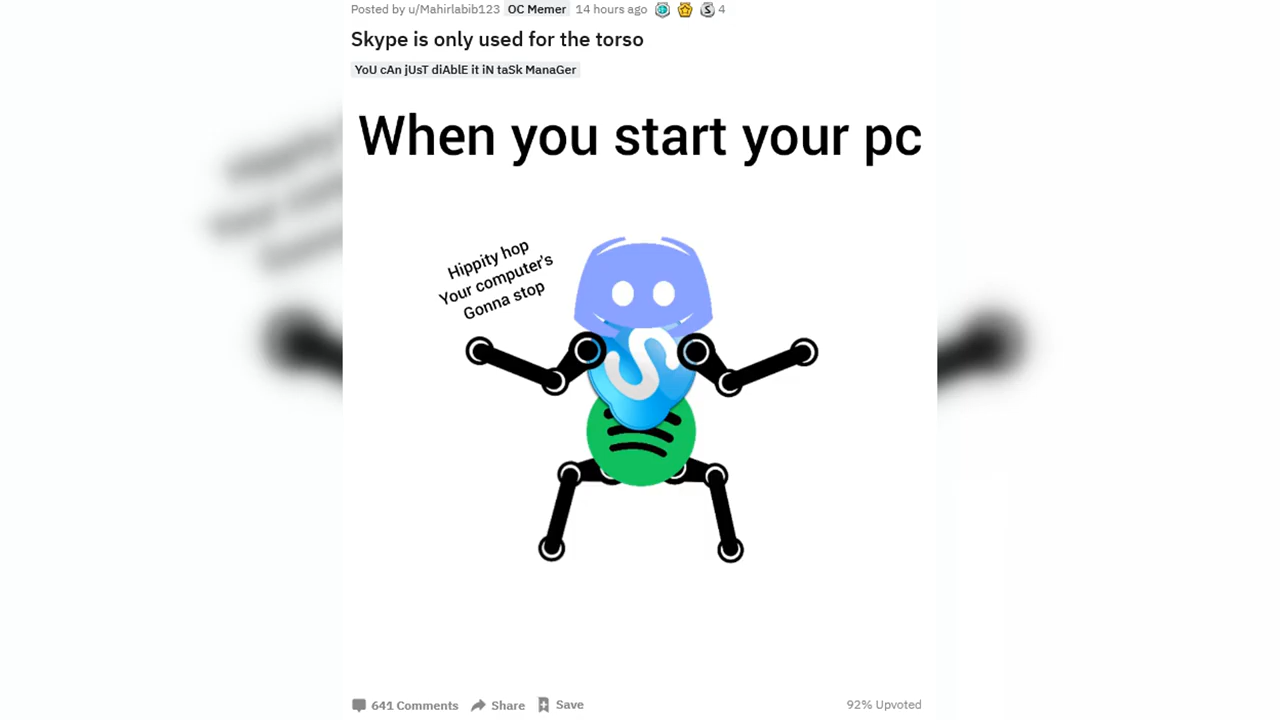 Posted by u/Mahirlabib123 OC Memer 14 hours ago 4
Skype is only used for the torso
YoU cAn jUsT diAblE it iN taSk ManaGer
When you start your pc
Hippity hop
Your computer's
Gonna stop
S
641 Comments Share Save 92% Upvoted